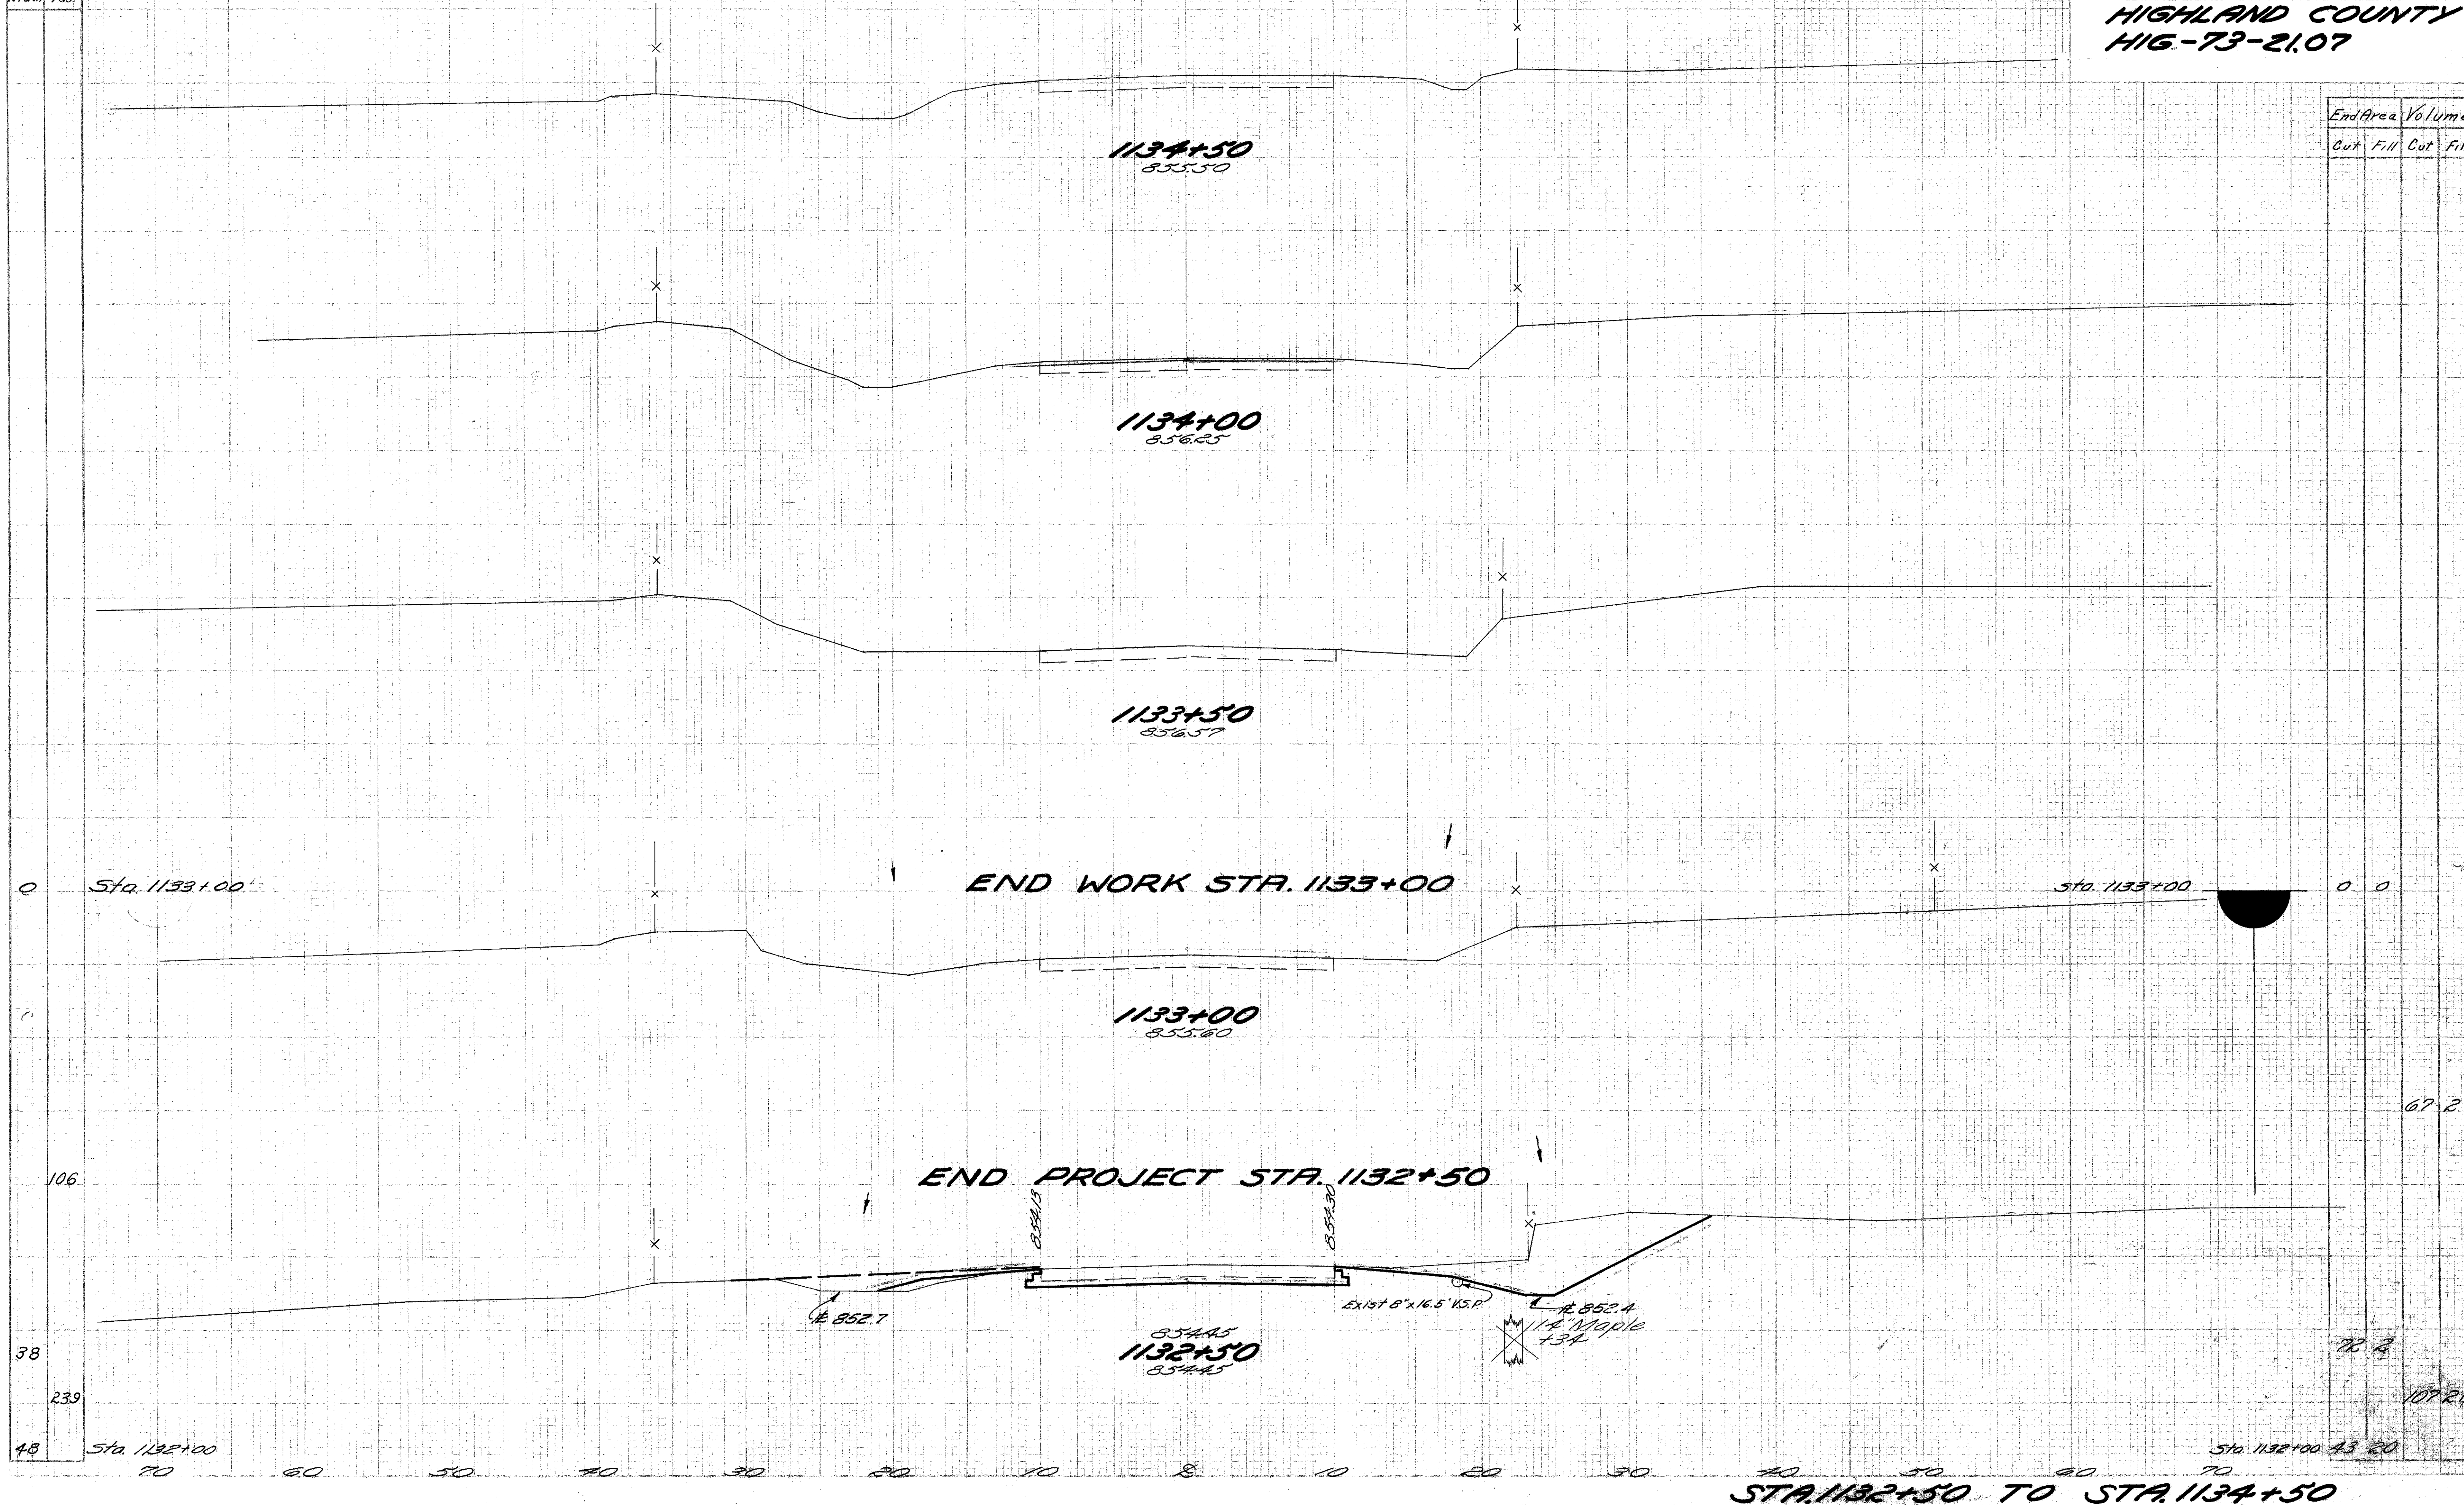 HIGHLAND COUNTY
HIG-73-21.07
End Area Volume
Cut Fill Cut
1134+50
855.50
1134+00
856.25
1133+50
856.57
0 Sta. 1133+00 END WORK STA. 1133+00 Sta. 1133+00 0 0
1133+00
855.60
67 2
106
END PROJECT STA. 1132+50
854.13 854.30
₠ 852.7
Exist 8"x16.5' V.S.P.
852.4
14" Maple
+34
854.45
1132+50
854.45
38 72 2
239 107
48 Sta. 1132+00 Sta. 1132+00 43 20
70 60 50 40 30 20 10 ℄ 10 20 30 40 50 60 70
STA. 1132+50 TO STA. 1134+50